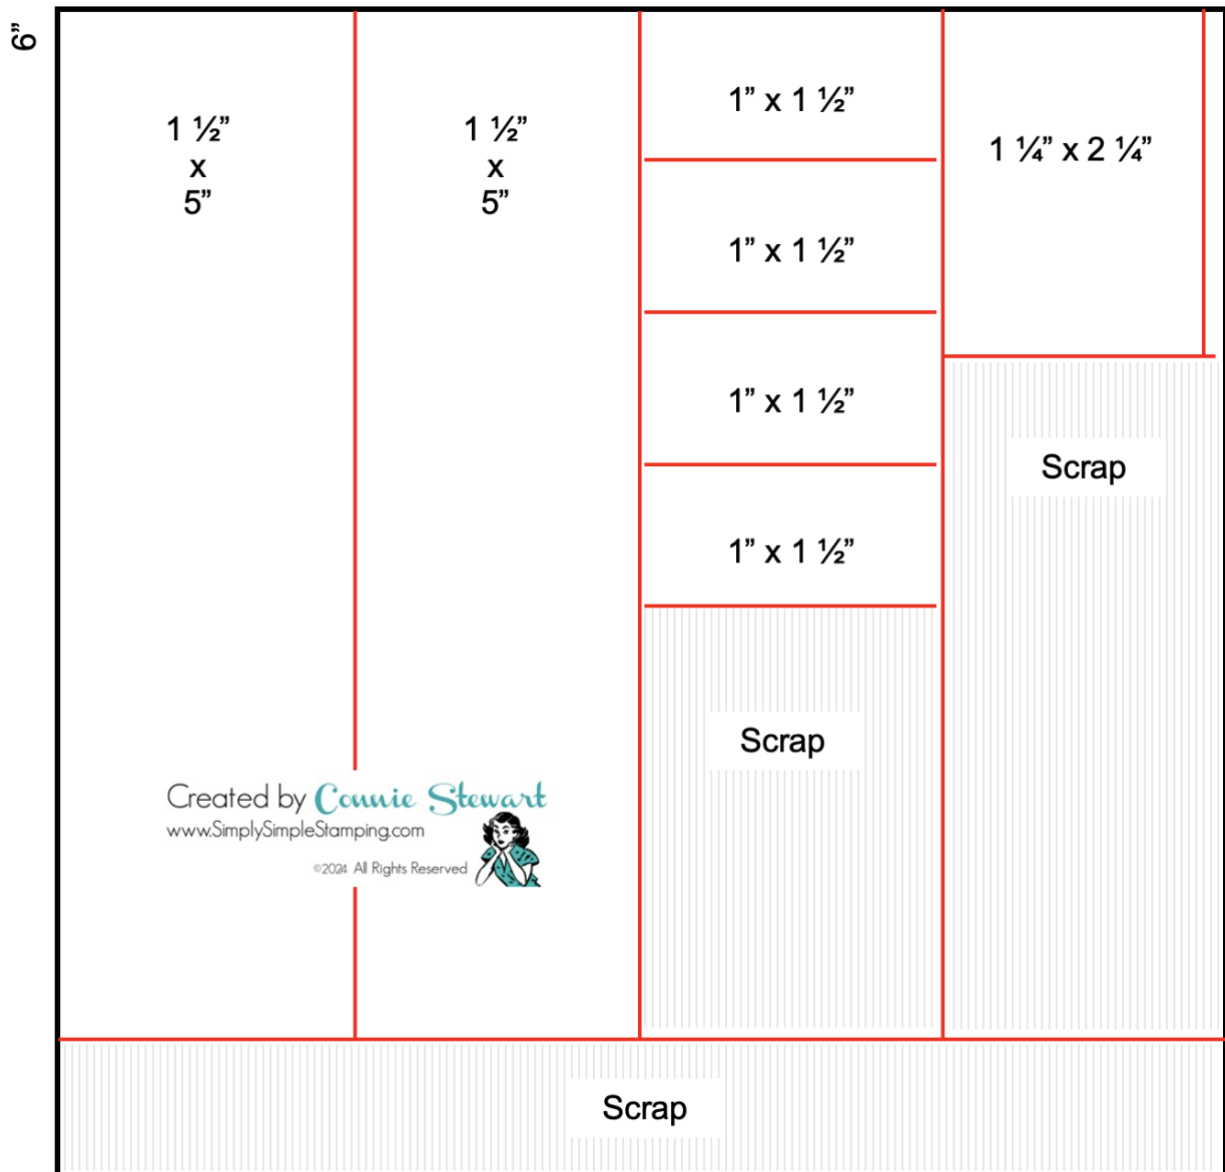 6”
1 ½”
x
5”
1 ½”
x
5”
1” x 1 ½”
1” x 1 ½”
1” x 1 ½”
1” x 1 ½”
1 ¼” x 2 ¼”
Scrap
Scrap
Created by Connie Stewart
www.SimplySimpleStamping.com
©2024 All Rights Reserved
Scrap